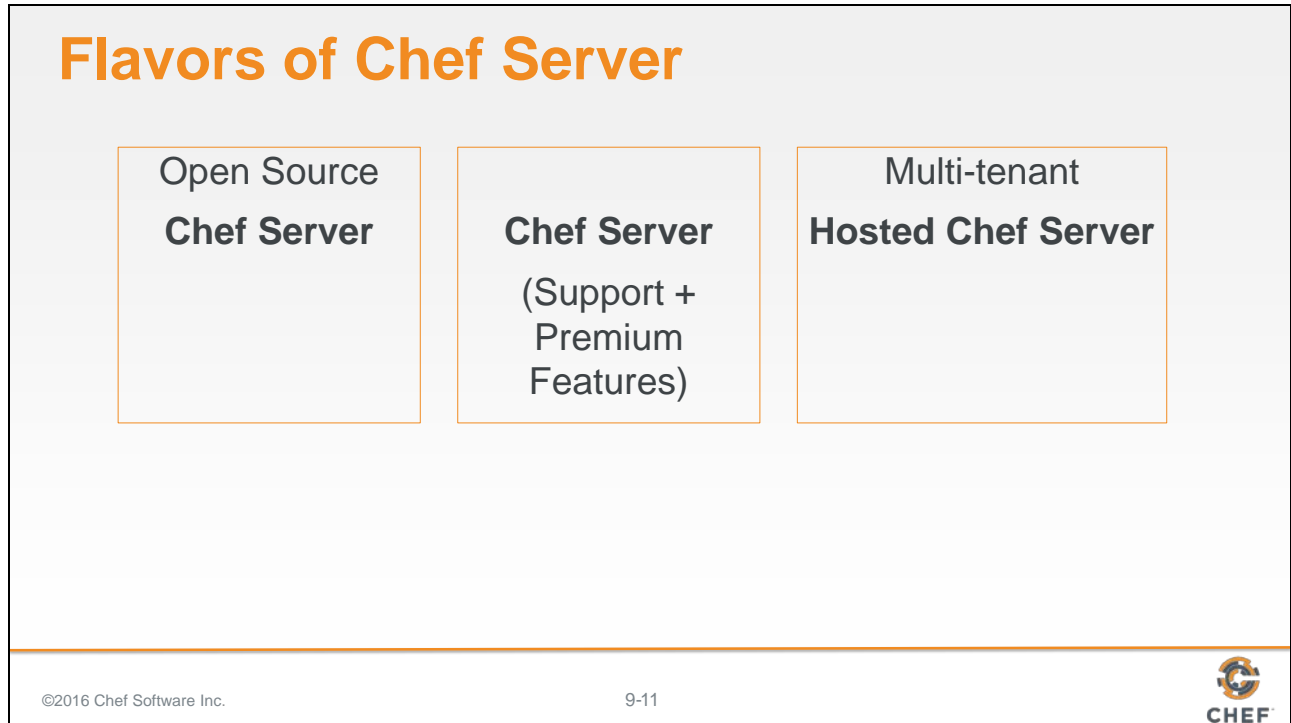 Flavors of Chef Server
Open Source
Chef Server
Chef Server
(Support +
Premium
Features)
Multi-tenant
Hosted Chef Server
©2016 Chef Software Inc.
9-11
CHEF